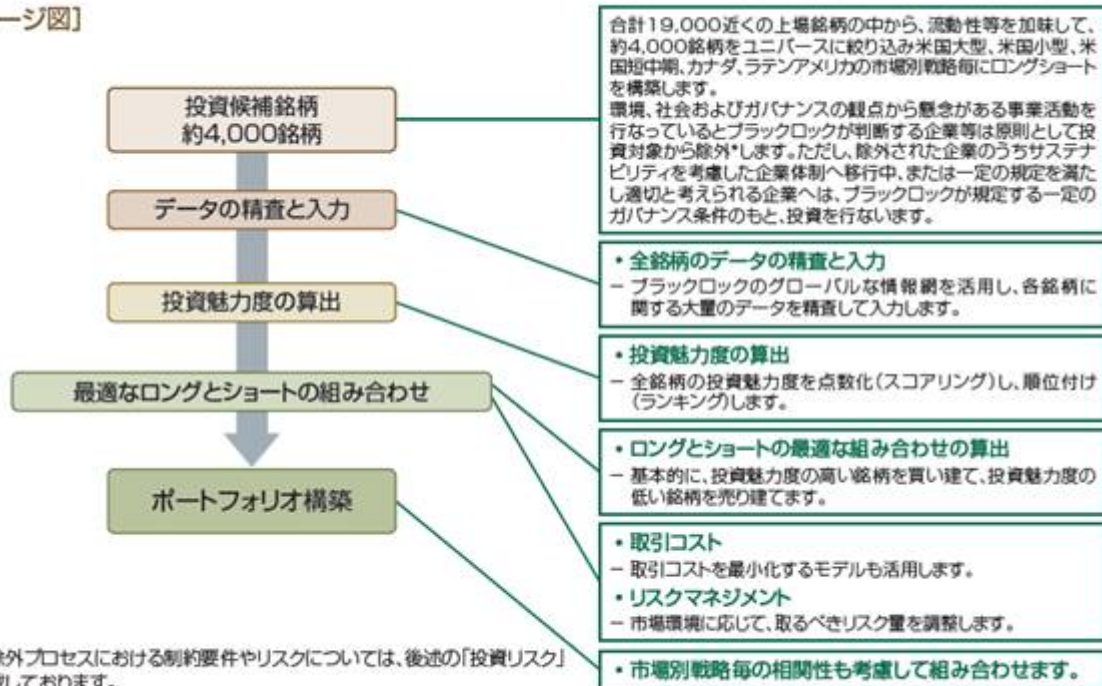 ージ図]
投資候補銘柄
約4,000銘柄
データの精査と入力
投資魅力度の算出
最適なロングとショートの組み合わせ
ポートフォリオ構築
合計19,000近くの上場銘柄の中から、流動性等を加味して、
約4,000銘柄をユニバースに絞り込み米国大型、米国小型、米
国短中期、カナダ、ラテンアメリカの市場別戦略毎にロングショート
を構築します。
環境、社会およびガバナンスの観点から懸念がある事業活動を
行なっているとブラックロックが判断する企業等は原則として投
資対象から除外*します。ただし、除外された企業のうちサステナ
ビリティを考慮した企業体制へ移行中、または一定の規定を満た
し適切と考えられる企業へは、ブラックロックが規定する一定の
ガバナンス条件のもと、投資を行ないます。
・全銘柄のデータの精査と入力
− ブラックロックのグローバルな情報網を活用し、各銘柄に
関する大量のデータを精査して入力します。
・投資魅力度の算出
− 全銘柄の投資魅力度を点数化(スコアリング)し、順位付け
(ランキング)します。
・ロングとショートの最適な組み合わせの算出
− 基本的に、投資魅力度の高い銘柄を買い建て、投資魅力度の
低い銘柄を売り建てます。
・取引コスト
− 取引コストを最小化するモデルも活用します。
・リスクマネジメント
− 市場環境に応じて、取るべきリスク量を調整します。
・市場別戦略毎の相関性も考慮して組み合わせます。
外プロセスにおける制約要件やリスクについては、後述の「投資リスク」
しております。